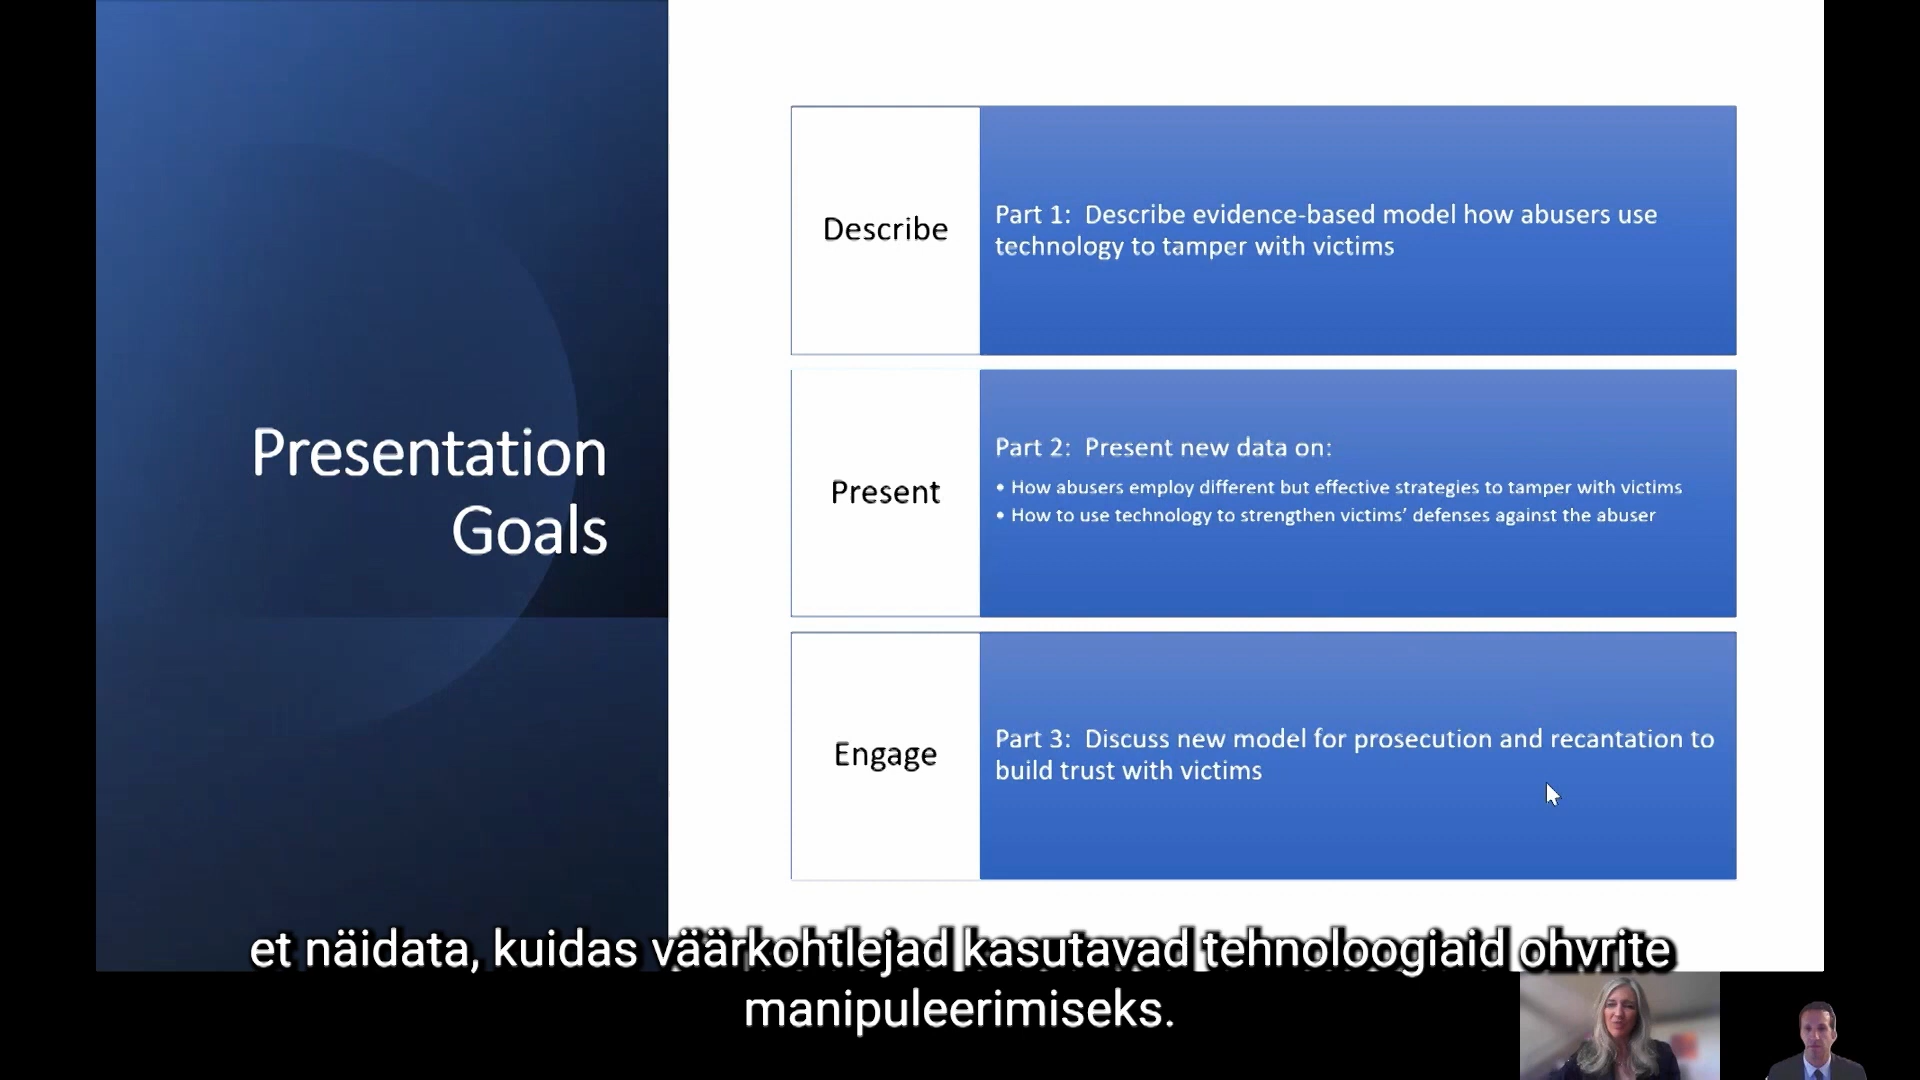 Presentation
Goals
Describe
Part 1:  Describe evidence-based model how abusers use
technology to tamper with victims
Present
Part 2:  Present new data on:
• How abusers employ different but effective strategies to tamper with victims
• How to use technology to strengthen victims’ defenses against the abuser
Engage
Part 3:  Discuss new model for prosecution and recantation to
build trust with victims
et näidata, kuidas väärkohtlejad kasutavad tehnoloogiaid ohvrite
manipuleerimiseks.